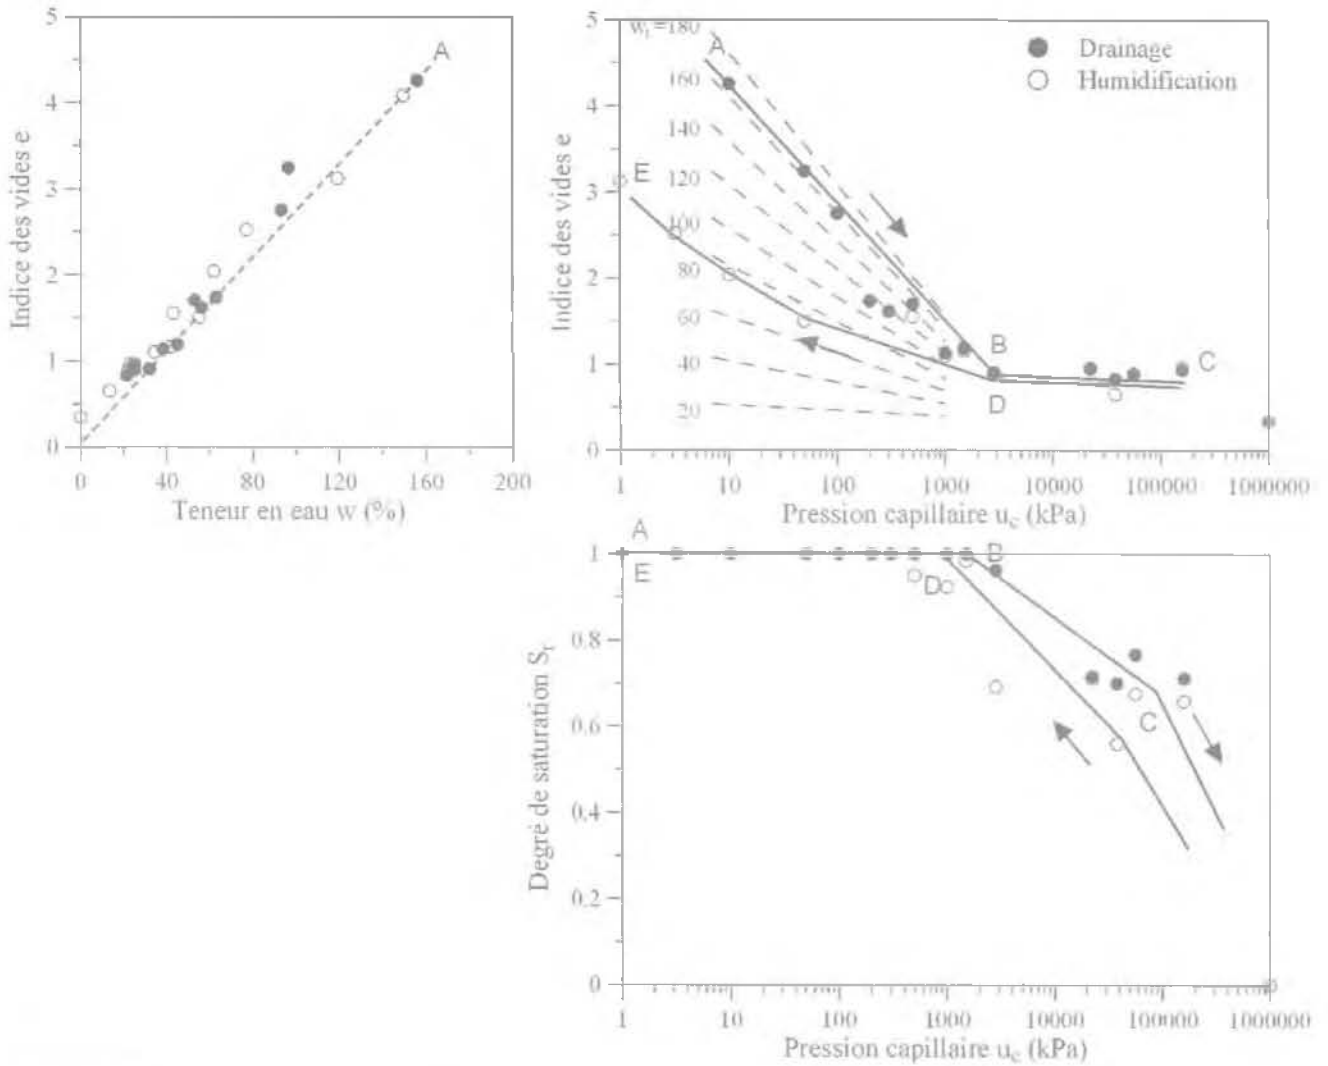 5
4
3
2
1
0
Indice des vides e
A
0
40
80
120
160
200
Teneur en eau w (%)
5
4
3
2
1
0
Indice des vides e
=180
160
140
120
100
80
60
40
20
A
E
B
D
C
Drainage
Humidification
1
10
100
1000
10000
100000
1000000
Pression capillaire uc (kPa)
1
0.8
0.6
0.4
0.2
0
Degré de saturation Sr
A
E
B
D
C
1
10
100
1000
10000
100000
1000000
Pression capillaire uc (kPa)